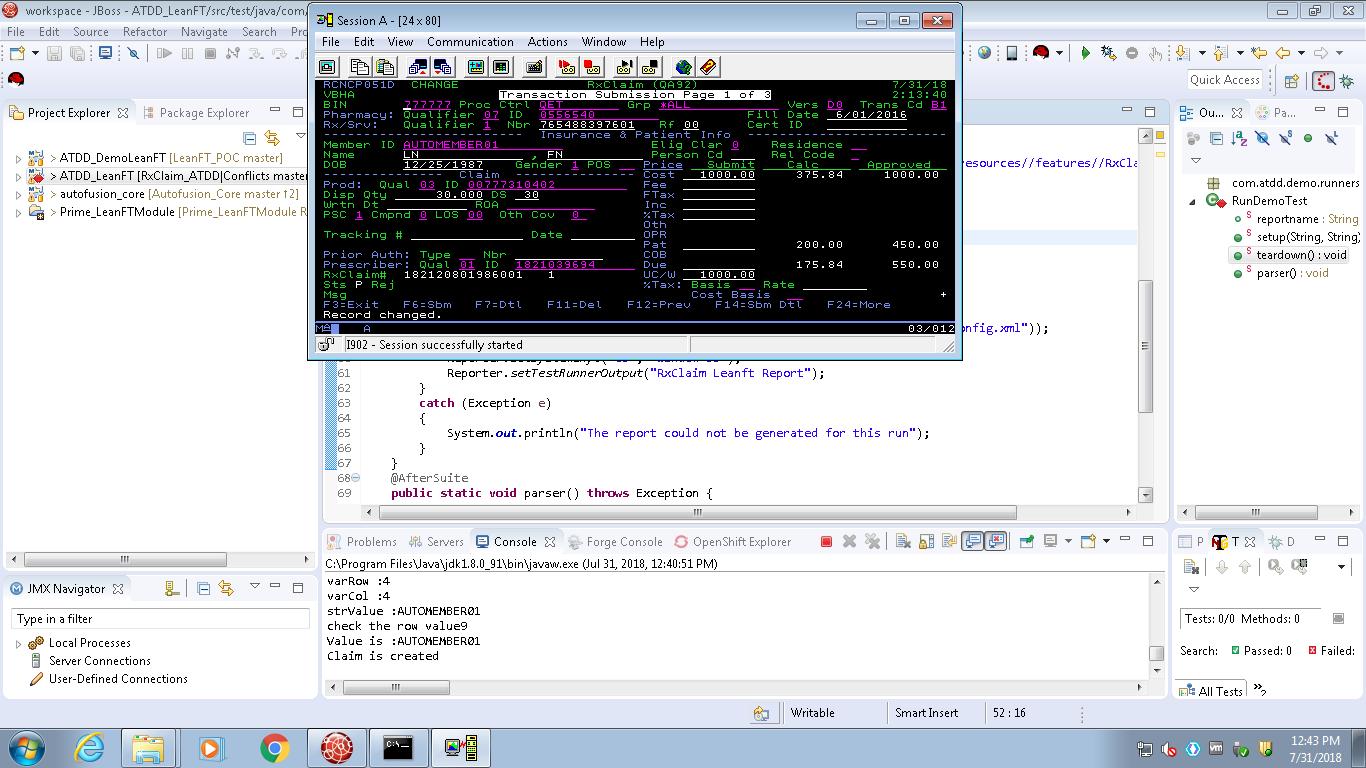 workspace - JBoss - ATDD_LeanFT/src/test/java/com/
File Edit Source Refactor Navigate Search Pro
Quick Access
Session A - [24 x 80]
File Edit View Communication Actions Window Help
RCNCP051D CHANGE RxClaim (QA92) 7/31/18
VBHA Transaction Submission Page 1 of 3 2:13:40
BIN 277777 Proc Ctrl QET Grp *ALL Vers D0 Trans Cd B1
Pharmacy: Qualifier 07 ID 0556540 Fill Date 6/01/2016
Rx/Srv: Qualifier 1 Nbr 765488397601 Rf 00 Cert ID
Insurance & Patient Info
Member ID AUTOMEMBER01 Elig Clar 0 Residence
Name LN , FN Person Cd Rel Code
DOB 12/25/1987 Gender 1 POS Price Submit Calc Approved
Claim Cost 1000.00 375.84 1000.00
Prod: Qual 03 ID 00777310402 Fee
Disp Qty 30.000 DS 30 FTax
Wrtn Dt ROA Inc
PSC 1 Cmpnd 0 LOS 00 Oth Cov 0 %Tax
Oth
Tracking # Date OPR
Pat 200.00 450.00
Prior Auth: Type Nbr COB
Prescriber: Qual 01 ID 1821039694 Due 175.84 550.00
RxClaim# 182120801986001 1 UC/W 1000.00
Sts P Rej %Tax: Basis Rate
Msg Cost Basis +
F3=Exit F6=Sbm F7=Dtl F11=Del F12=Prev F14=Sbm Dtl F24=More
Record changed.
MA A 03/012
I902 - Session successfully started
Project Explorer Package Explorer
> ATDD_DemoLeanFT [LeanFT_POC master]
> ATDD_LeanFT [RxClaim_ATDD|Conflicts master
> autofusion_core [Autofusion_Core master ↑2]
> Prime_LeanFTModule [Prime_LeanFTModule R
resources//features//RxCla
onfig.xml"));
61 Reporter.setTestRunnerOutput("RxClaim Leanft Report");
62 }
63 catch (Exception e)
64 {
65 System.out.println("The report could not be generated for this run");
66 }
67 }
68 @AfterSuite
69 public static void parser() throws Exception {
Ou... Pa...
com.atdd.demo.runners
RunDemoTest
S reportname : String
S setup(String, String)
S teardown() : void
S parser() : void
JMX Navigator
Type in a filter
Local Processes
Server Connections
User-Defined Connections
Problems Servers Console Forge Console OpenShift Explorer
C:\Program Files\Java\jdk1.8.0_91\bin\javaw.exe (Jul 31, 2018, 12:40:51 PM)
varRow :4
varCol :4
strValue :AUTOMEMBER01
check the row value9
Value is :AUTOMEMBER01
Claim is created
P T D
Tests: 0/0 Methods: 0
Search: Passed: 0 Failed:
All Tests »2
Writable Smart Insert 52 : 16
12:43 PM
7/31/2018